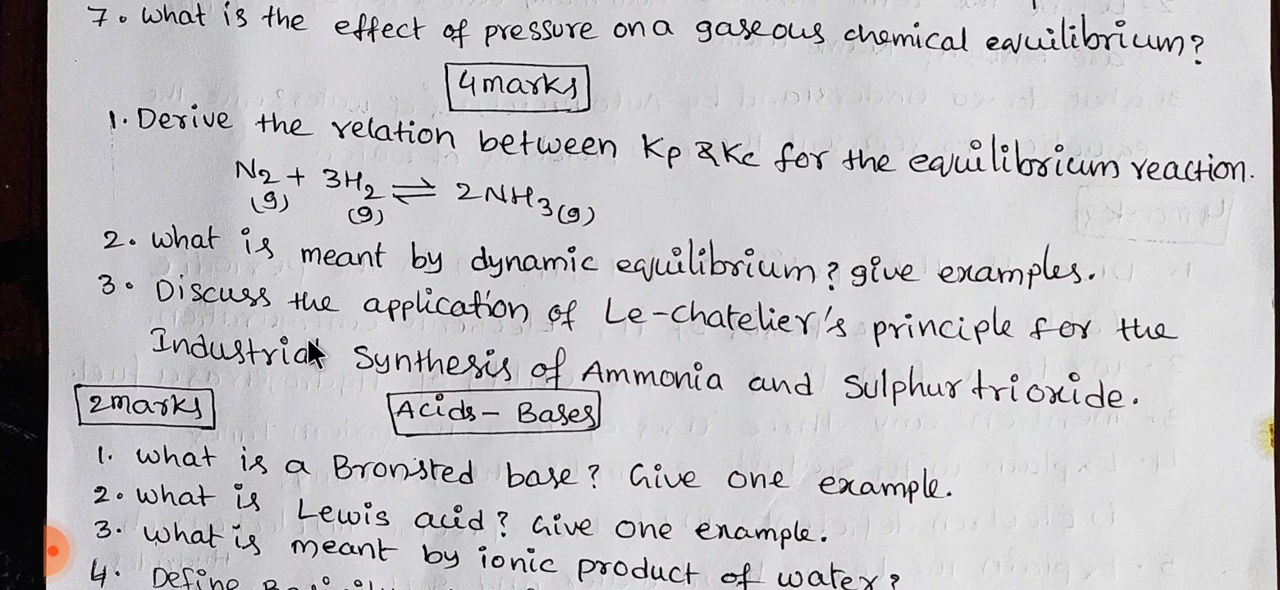 7. What is the effect of pressure on a gaseous chemical equilibrium?
4 marks
1. Derive the relation between Kp & Kc for the equilibrium reaction.
N2 (g) + 3H2 (g) ⇌ 2NH3(g)
2. what is meant by dynamic equilibrium? give examples.
3. Discuss the application of Le-chatelier's principle for the
Industrial Synthesis of Ammonia and Sulphur trioxide.
2 marks Acids - Bases
1. what is a Bronsted base? Give one example.
2. what is Lewis acid? Give one example.
3. what is meant by ionic product of water?
4. Define